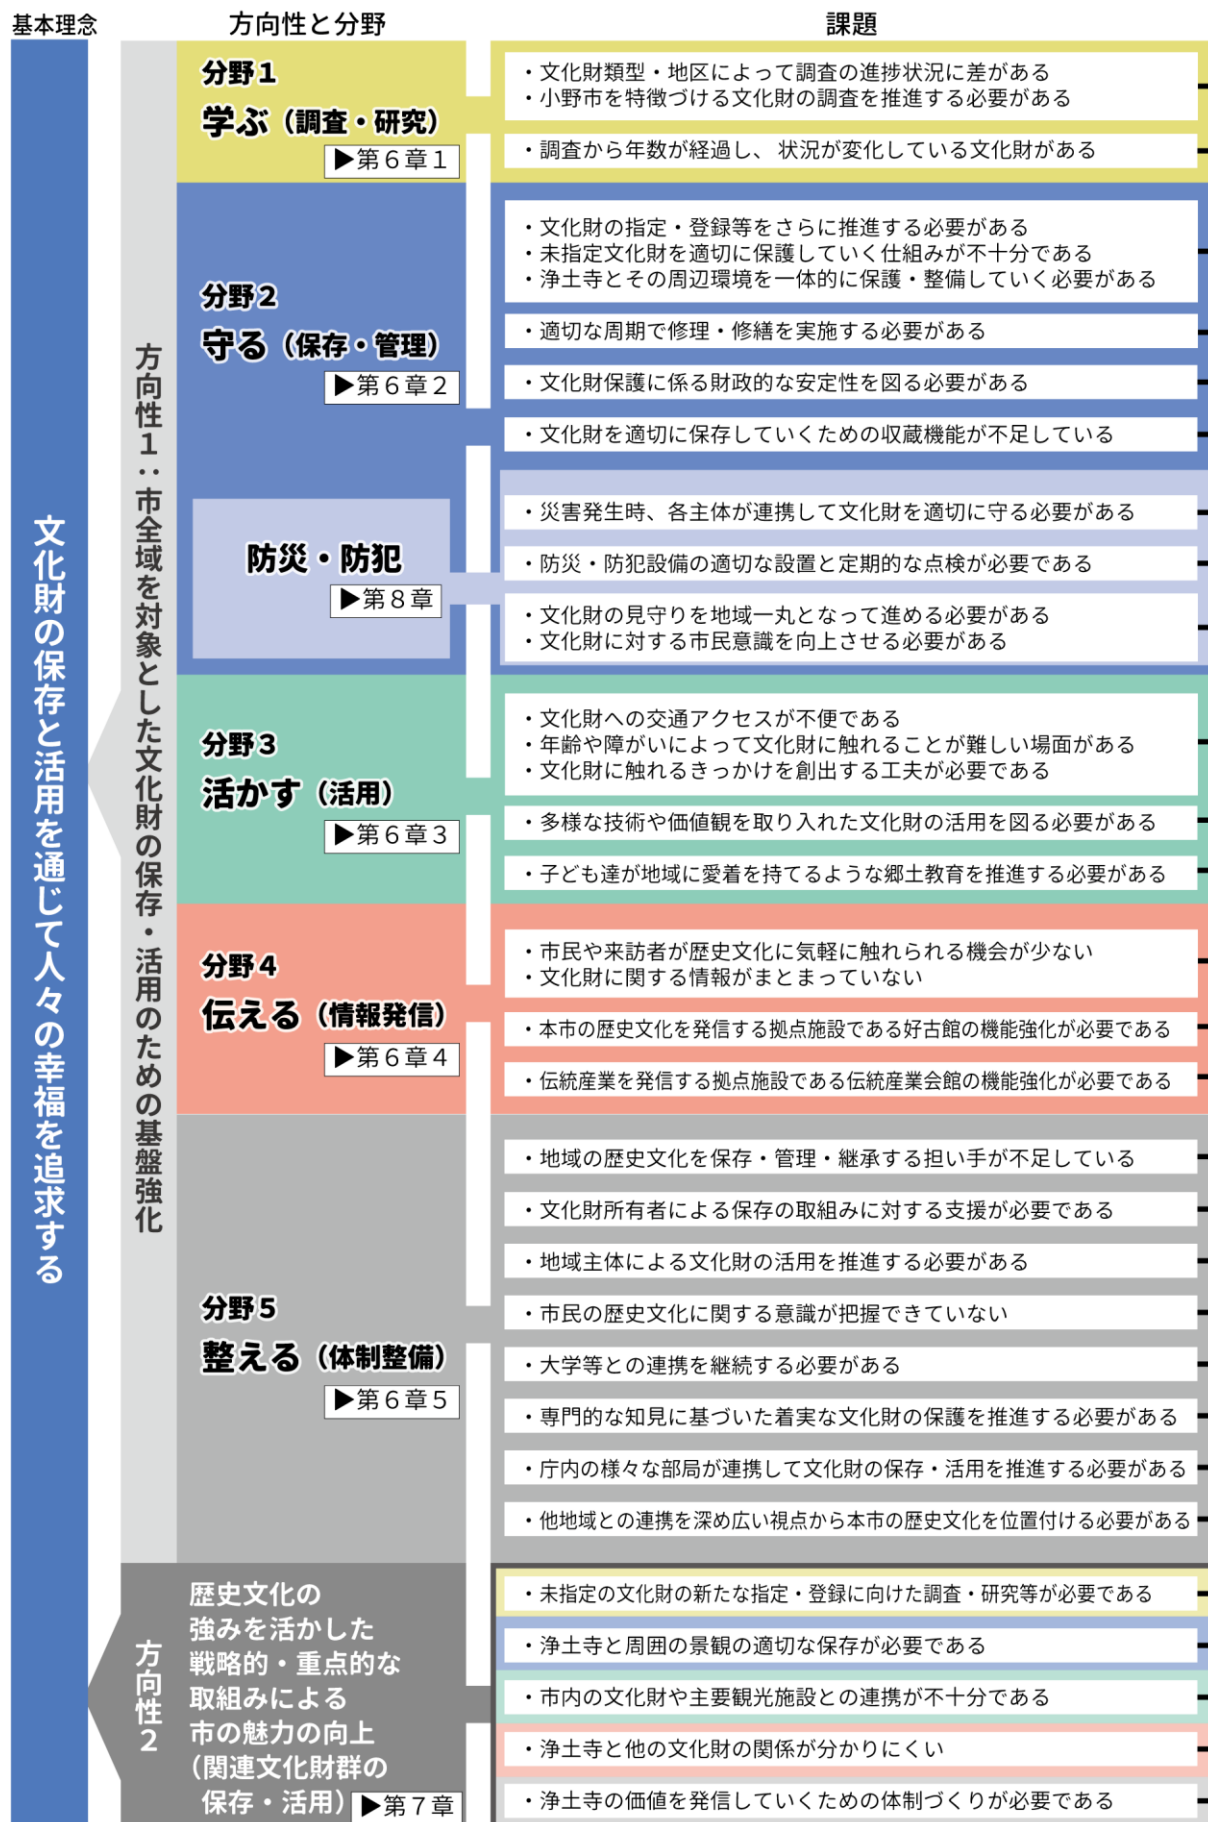 基本理念
方向性と分野
課題
文化財の保存と活用を通じて人々の幸福を追求する
方向性１：市全域を対象とした文化財の保存・活用のための基盤強化
分野１
学ぶ（調査・研究）
▶第６章１
・文化財類型・地区によって調査の進捗状況に差がある
・小野市を特徴づける文化財の調査を推進する必要がある
・調査から年数が経過し、状況が変化している文化財がある
分野２
守る（保存・管理）
▶第６章２
・文化財の指定・登録等をさらに推進する必要がある
・未指定文化財を適切に保護していく仕組みが不十分である
・浄土寺とその周辺環境を一体的に保護・整備していく必要がある
・適切な周期で修理・修繕を実施する必要がある
・文化財保護に係る財政的な安定性を図る必要がある
・文化財を適切に保存していくための収蔵機能が不足している
防災・防犯
▶第８章
・災害発生時、各主体が連携して文化財を適切に守る必要がある
・防災・防犯設備の適切な設置と定期的な点検が必要である
・文化財の見守りを地域一丸となって進める必要がある
・文化財に対する市民意識を向上させる必要がある
分野３
活かす（活用）
▶第６章３
・文化財への交通アクセスが不便である
・年齢や障がいによって文化財に触れることが難しい場面がある
・文化財に触れるきっかけを創出する工夫が必要である
・多様な技術や価値観を取り入れた文化財の活用を図る必要がある
・子ども達が地域に愛着を持てるような郷土教育を推進する必要がある
分野４
伝える（情報発信）
▶第６章４
・市民や来訪者が歴史文化に気軽に触れられる機会が少ない
・文化財に関する情報がまとまっていない
・本市の歴史文化を発信する拠点施設である好古館の機能強化が必要である
・伝統産業を発信する拠点施設である伝統産業会館の機能強化が必要である
分野５
整える（体制整備）
▶第６章５
・地域の歴史文化を保存・管理・継承する担い手が不足している
・文化財所有者による保存の取組みに対する支援が必要である
・地域主体による文化財の活用を推進する必要がある
・市民の歴史文化に関する意識が把握できていない
・大学等との連携を継続する必要がある
・専門的な知見に基づいた着実な文化財の保護を推進する必要がある
・庁内の様々な部局が連携して文化財の保存・活用を推進する必要がある
・他地域との連携を深め広い視点から本市の歴史文化を位置付ける必要がある
方向性２
歴史文化の
強みを活かした
戦略的・重点的な
取組みによる
市の魅力の向上
（関連文化財群の
保存・活用）
▶第７章
・未指定の文化財の新たな指定・登録に向けた調査・研究等が必要である
・浄土寺と周囲の景観の適切な保存が必要である
・市内の文化財や主要観光施設との連携が不十分である
・浄土寺と他の文化財の関係が分かりにくい
・浄土寺の価値を発信していくための体制づくりが必要である